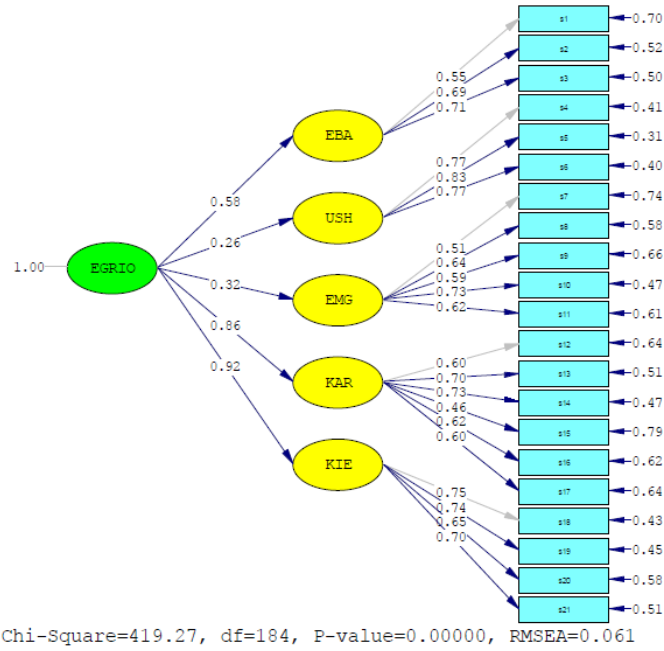 s1 0.70
s2 0.52
s3 0.50
0.55
0.69
0.71
s4 0.41
s5 0.31
s6 0.40
0.77
0.83
0.77
s7 0.74
s8 0.58
s9 0.66
s10 0.47
s11 0.61
0.51
0.64
0.59
0.73
0.62
s12 0.64
s13 0.51
s14 0.47
s15 0.79
s16 0.62
s17 0.64
0.60
0.70
0.73
0.46
0.62
0.60
s18 0.43
s19 0.45
s20 0.58
s21 0.51
0.75
0.74
0.65
0.70
EBA
USH
EMG
KAR
KIE
0.58
0.26
0.32
0.86
0.92
1.00 EGRIO
Chi-Square=419.27, df=184, P-value=0.00000, RMSEA=0.061